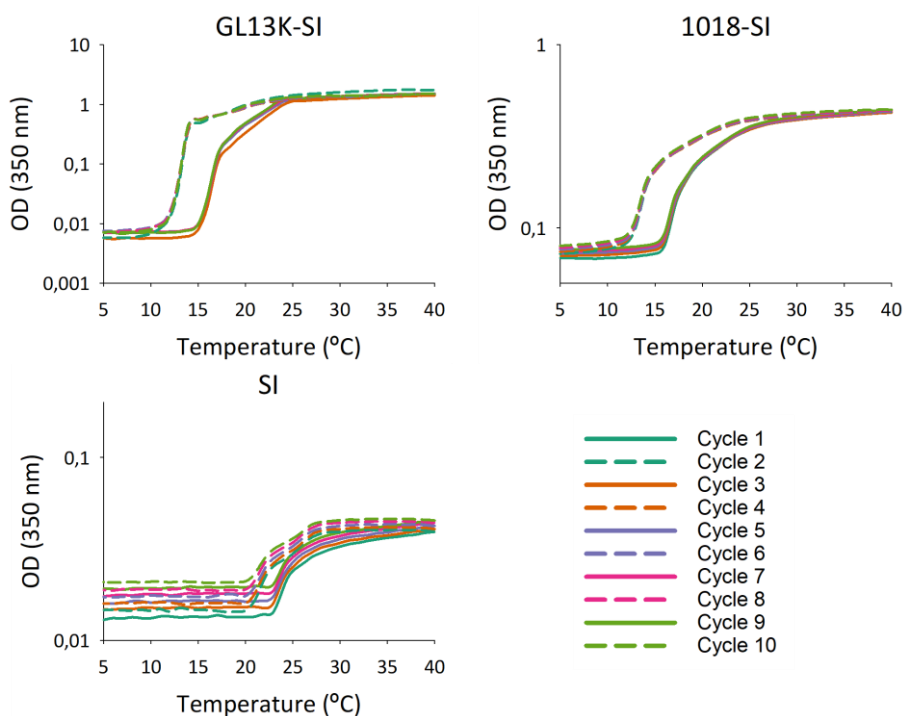 GL13K-SI
1018-SI
OD (350 nm)
10
1
0,1
0,01
0,001
5 10 15 20 25 30 35 40
Temperature (⁰C)
OD (350 nm)
1
0,1
5 10 15 20 25 30 35 40
Temperature (⁰C)
SI
OD (350 nm)
0,1
0,01
5 10 15 20 25 30 35 40
Temperature (⁰C)
Cycle 1
Cycle 2
Cycle 3
Cycle 4
Cycle 5
Cycle 6
Cycle 7
Cycle 8
Cycle 9
Cycle 10